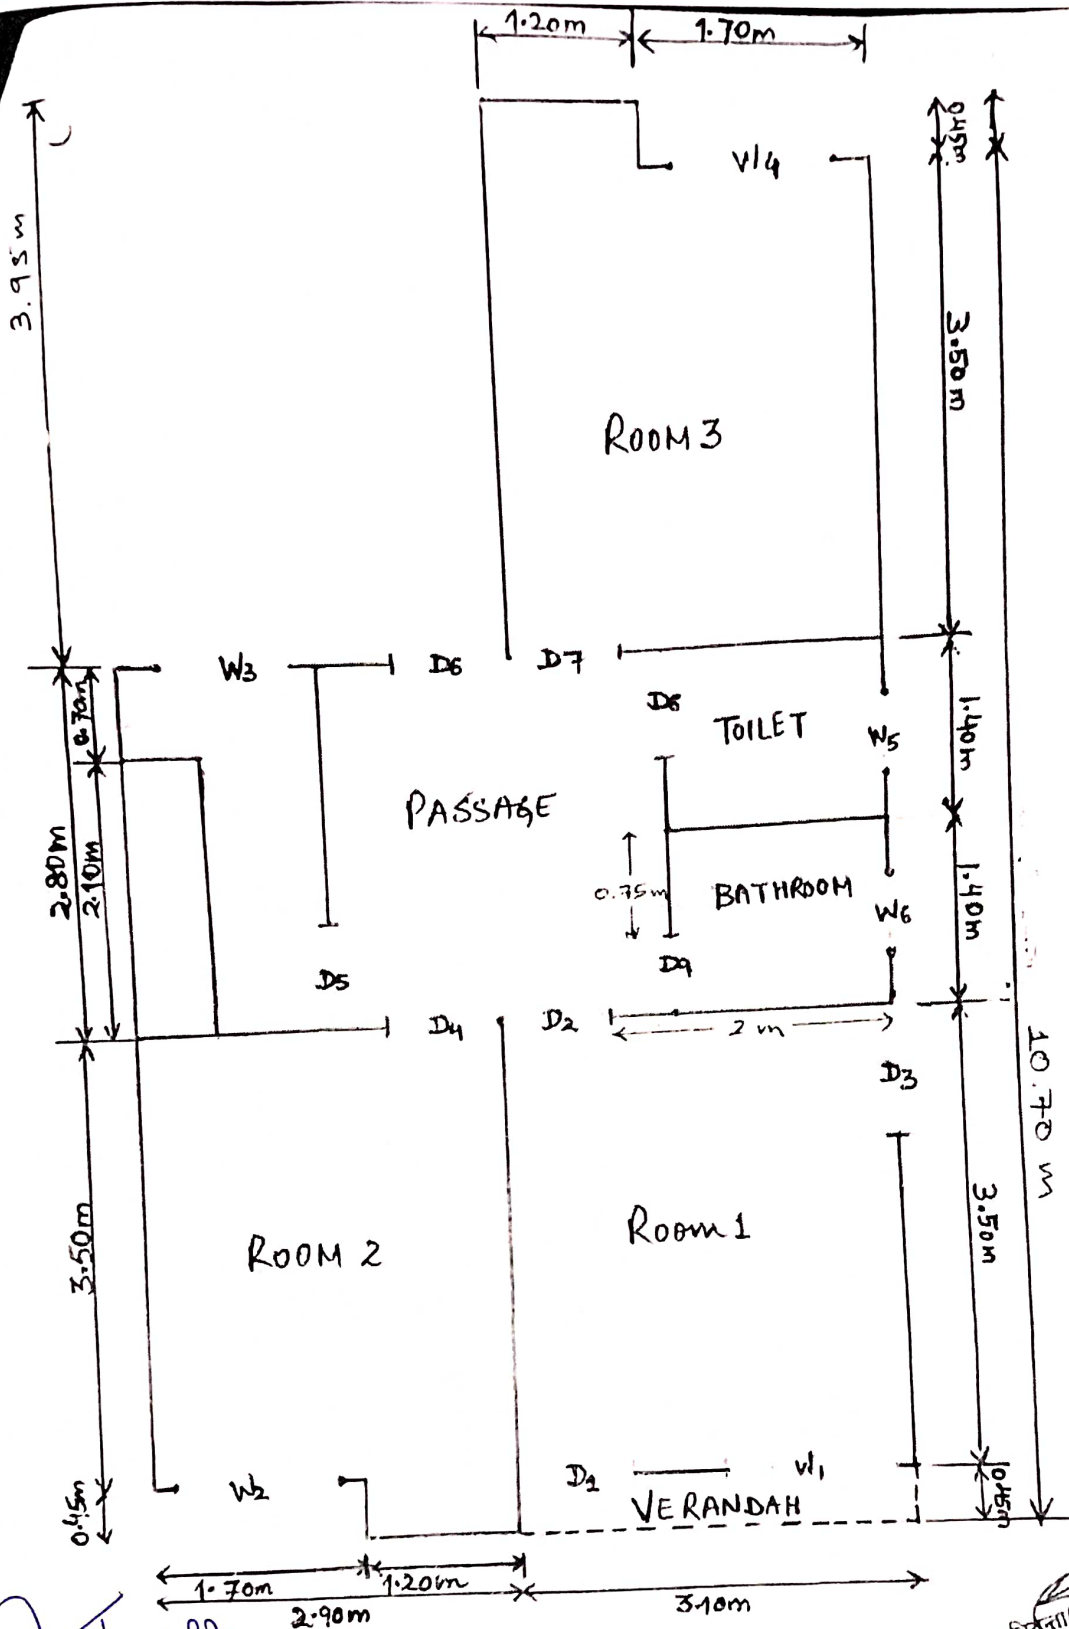 1.20m 1.70m
0.45m
W4
3.95m
3.50m
ROOM 3
W3 D6 D7
0.70m
D8
TOILET
W5
1.40m
PASSAGE
2.80m
2.10m
0.75m
BATHROOM
W6
1.40m
D9
D5
D4 D2
2m
D3
10.70m
3.50m
ROOM 2
Room 1
3.50m
W2
D1
W1
VERANDAH
0.45m
0.45m
1.70m 1.20m
2.90m
3.10m